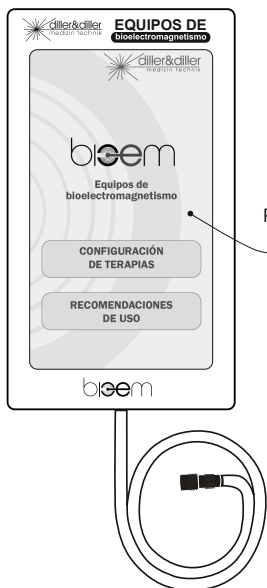 diller&diller
medizin technik
EQUIPOS DE
bioelectromagnetismo
diller&diller
medizin technik
bioem
Equipos de
bioelectromagnetismo
CONFIGURACIÓN
DE TERAPIAS
RECOMENDACIONES
DE USO
bioem
P